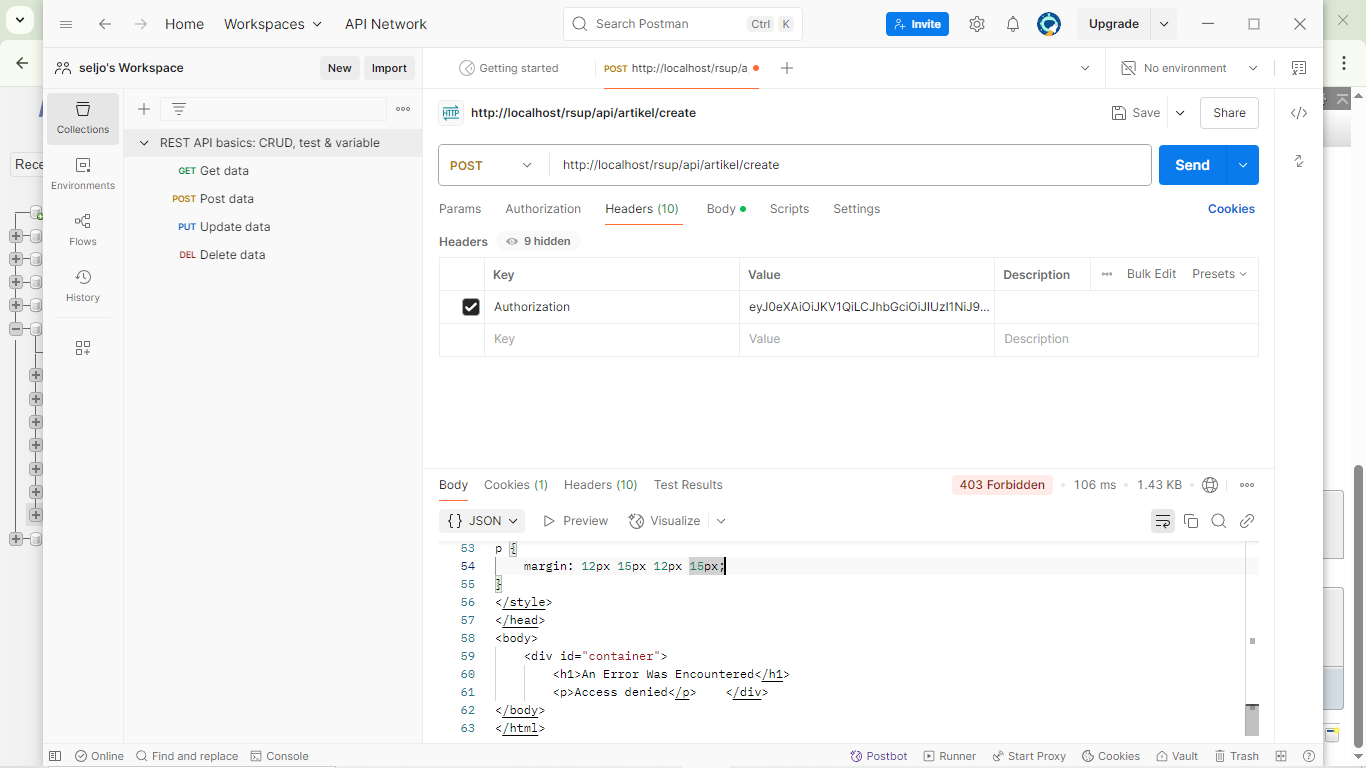 Home
Workspaces
API Network
Search Postman
Ctrl
K
Invite
Upgrade
seljo's Workspace
New
Import
Getting started
POST http://localhost/rsup/a
No environment
Collections
Environments
Flows
History
REST API basics: CRUD, test & variable
GET Get data
POST Post data
PUT Update data
DEL Delete data
Rece
HTTP http://localhost/rsup/api/artikel/create
Save
Share
POST
http://localhost/rsup/api/artikel/create
Send
Params
Authorization
Headers (10)
Body
Scripts
Settings
Cookies
Headers
9 hidden
Key
Value
Description
Bulk Edit
Presets
Authorization
eyJ0eXAiOiJKV1QiLCJhbGciOiJIUzI1NiJ9...
Key
Value
Description
Body
Cookies (1)
Headers (10)
Test Results
403 Forbidden
106 ms
1.43 KB
{} JSON
Preview
Visualize
53 p {
54 margin: 12px 15px 12px 15px;
55 }
56 </style>
57 </head>
58 <body>
59 <div id="container">
60 <h1>An Error Was Encountered</h1>
61 <p>Access denied</p> </div>
62 </body>
63 </html>
Online
Find and replace
Console
Postbot
Runner
Start Proxy
Cookies
Vault
Trash